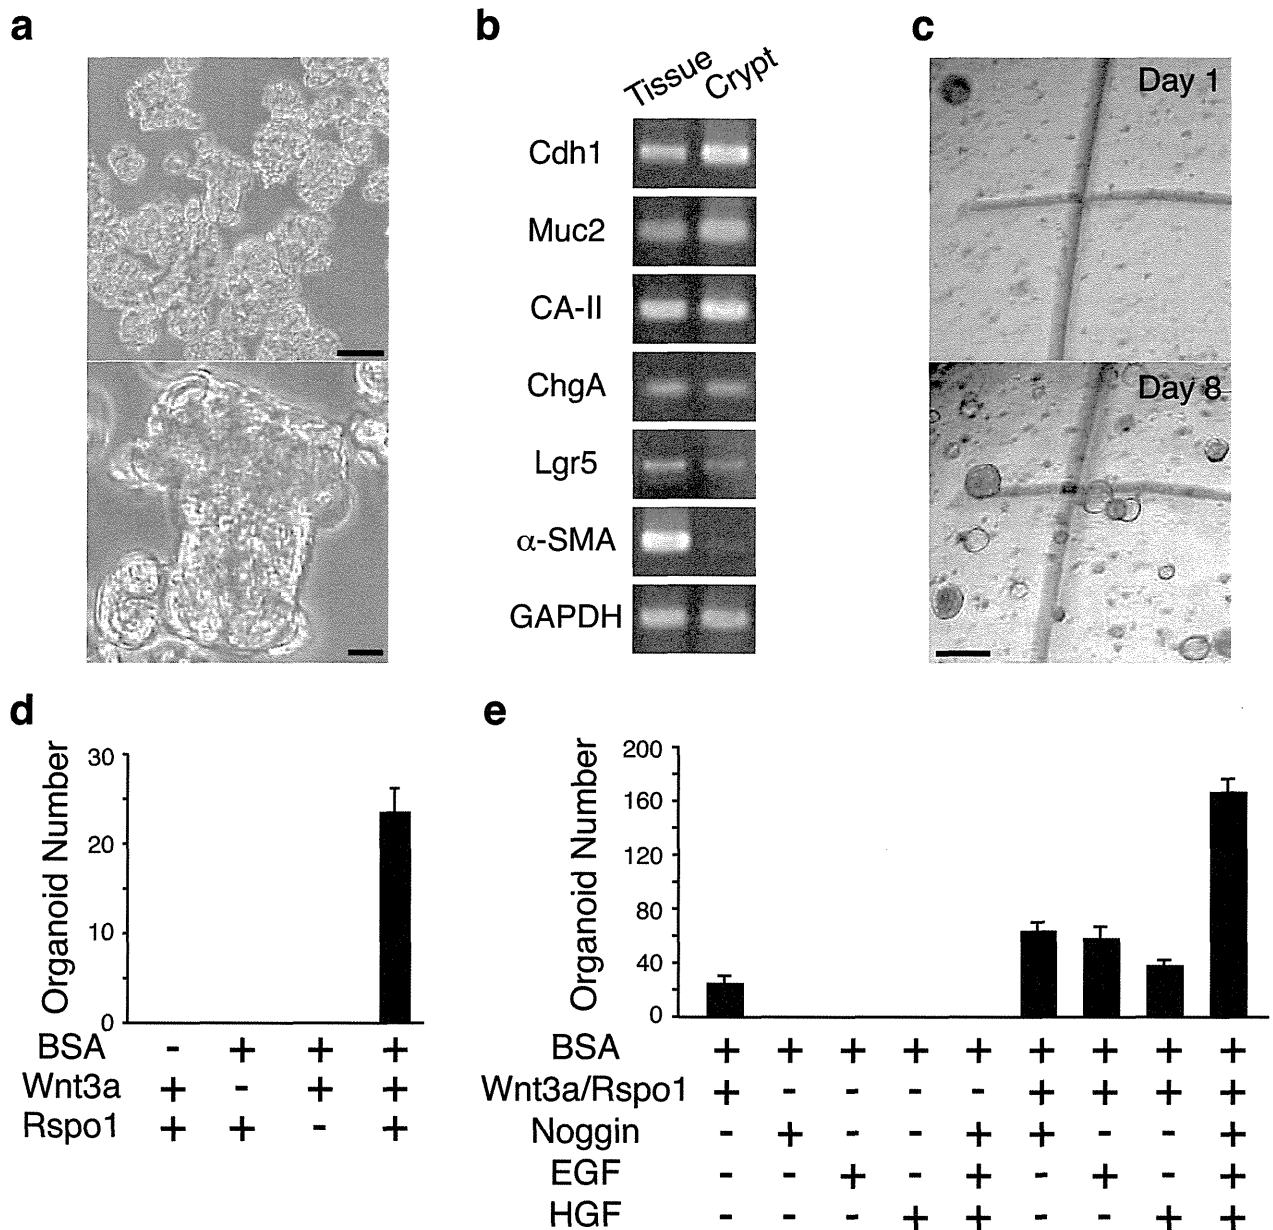 a
b
c
Tissue Crypt
Cdh1
Muc2
CA-II
ChgA
Lgr5
α-SMA
GAPDH
Day 1
Day 8
d
Organoid Number
30
20
10
0
BSA - + + +
Wnt3a + - + +
Rspo1 + + - +
e
Organoid Number
200
160
120
80
40
0
BSA + + + + + + + + +
Wnt3a/Rspo1 + - - - - + + + +
Noggin - + - - + + - - +
EGF - - + - + - + - +
HGF - - - + + - - + +